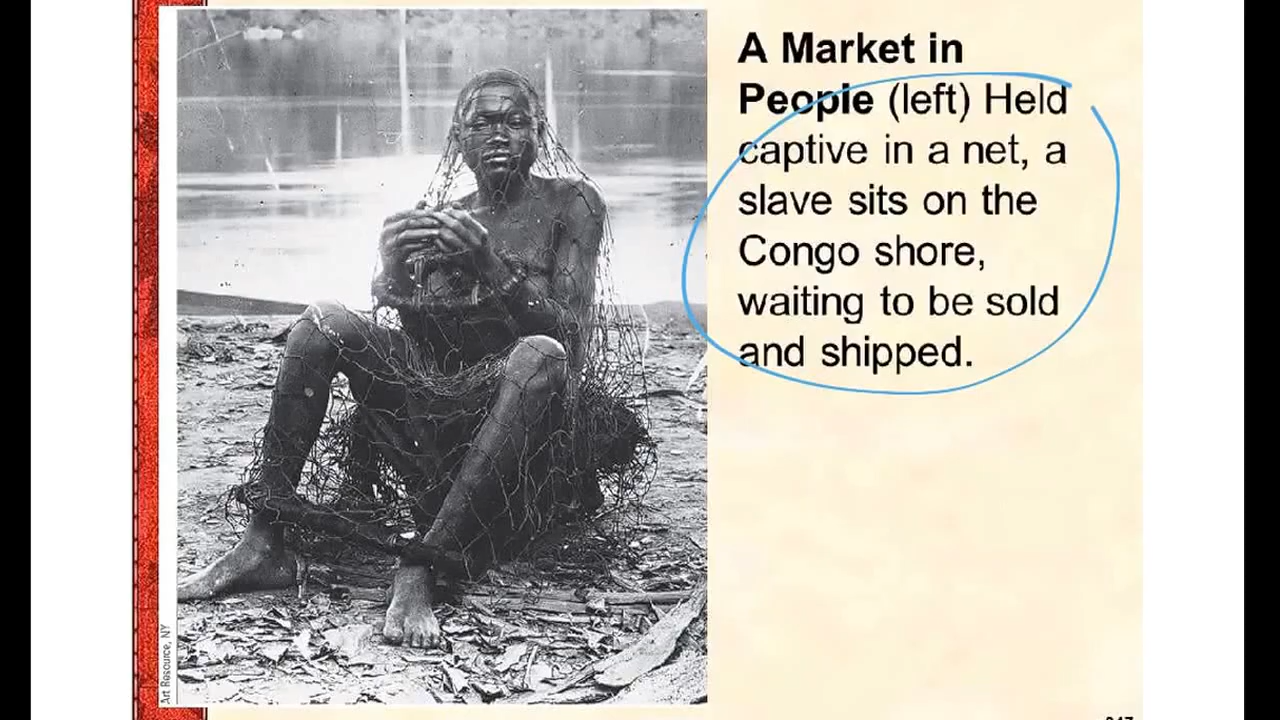 A Market in
People (left) Held
captive in a net, a
slave sits on the
Congo shore,
waiting to be sold
and shipped.
Art Resource, NY